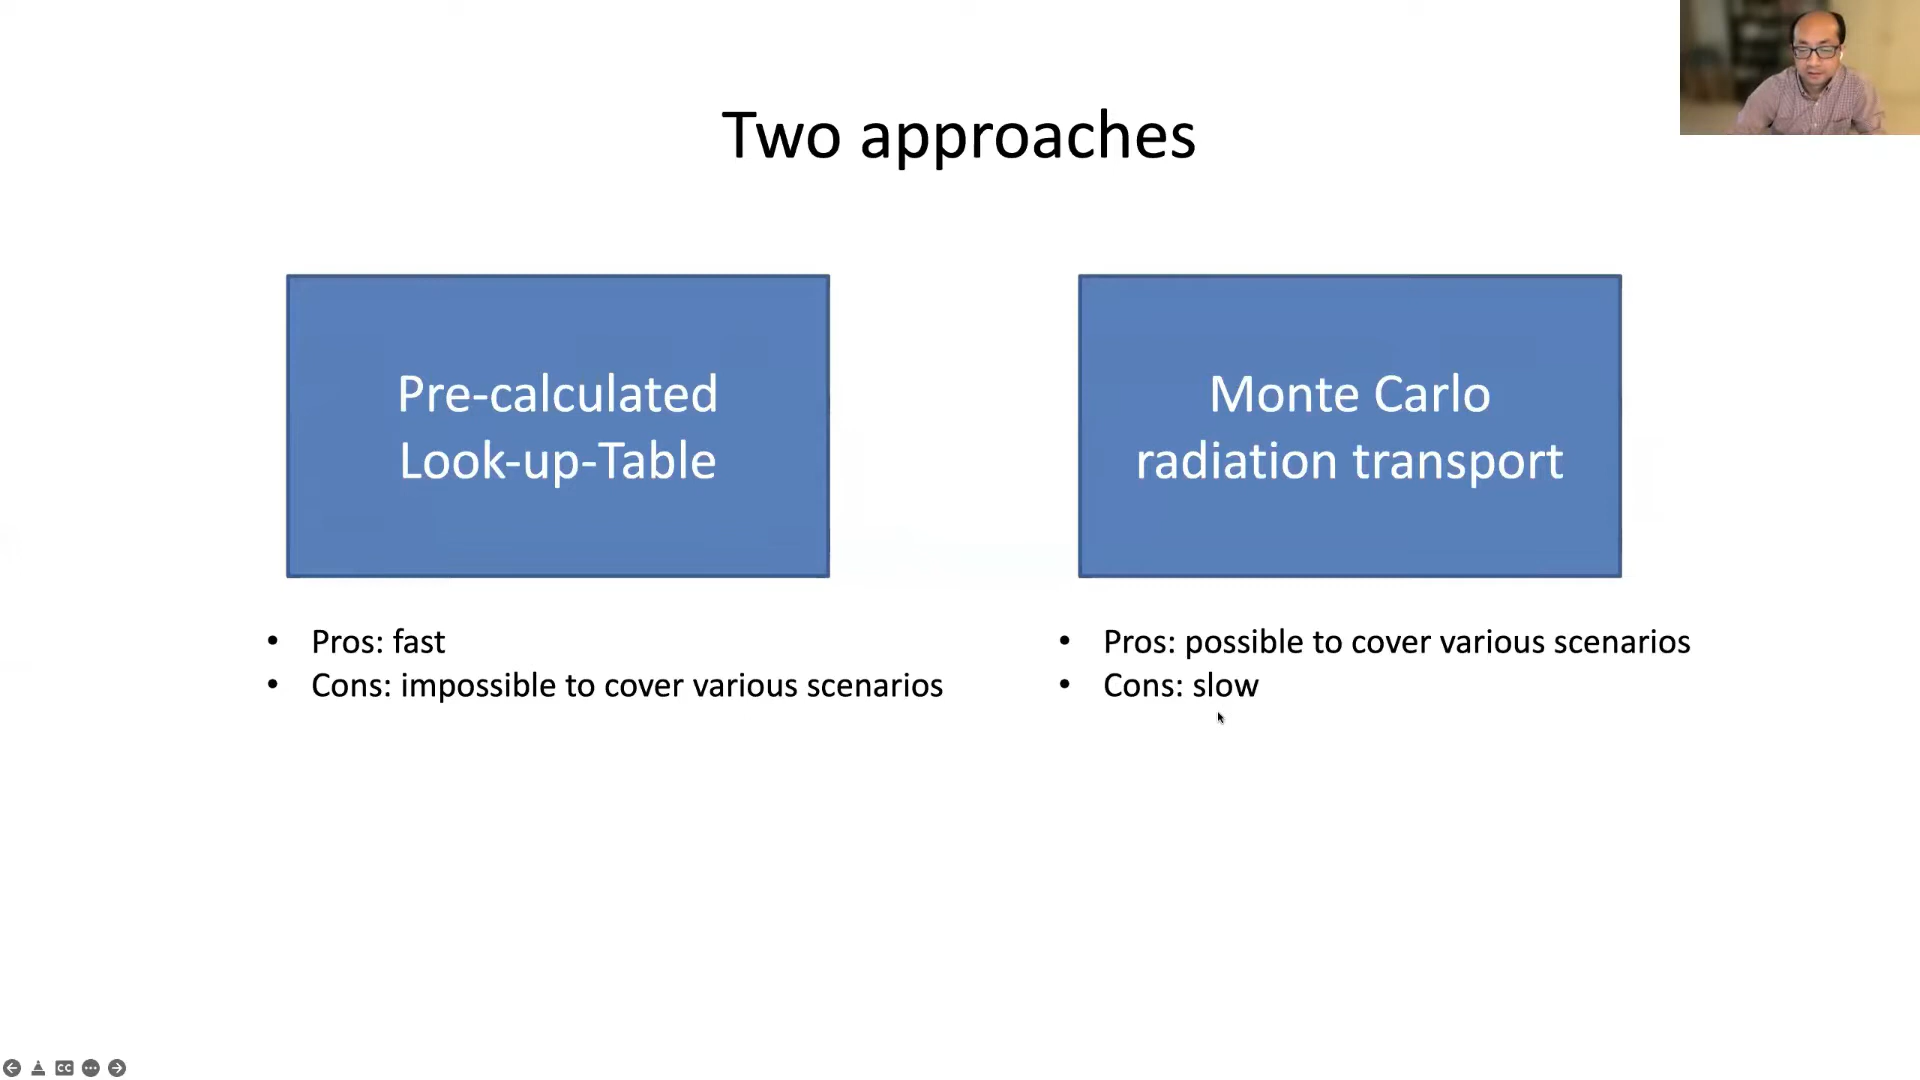 Two approaches
Pre-calculated
Look-up-Table
Monte Carlo
radiation transport
• Pros: fast
• Cons: impossible to cover various scenarios
• Pros: possible to cover various scenarios
• Cons: slow
CC